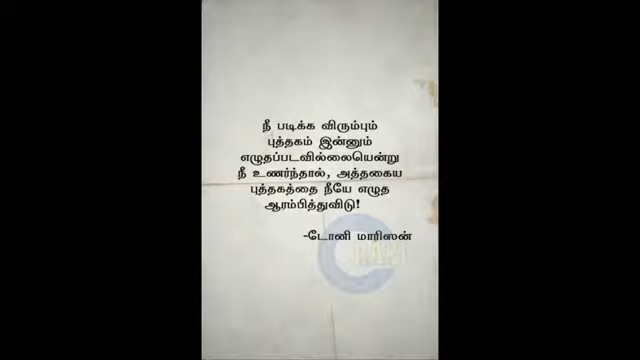 நீ படிக்க விரும்பும்
புத்தகம் இன்னும்
எழுதப்படவில்லையென்று
நீ உணர்ந்தால், அத்தகைய
புத்தகத்தை நீயே எழுத
ஆரம்பித்துவிடு!
-டோனி மாரிஸன்